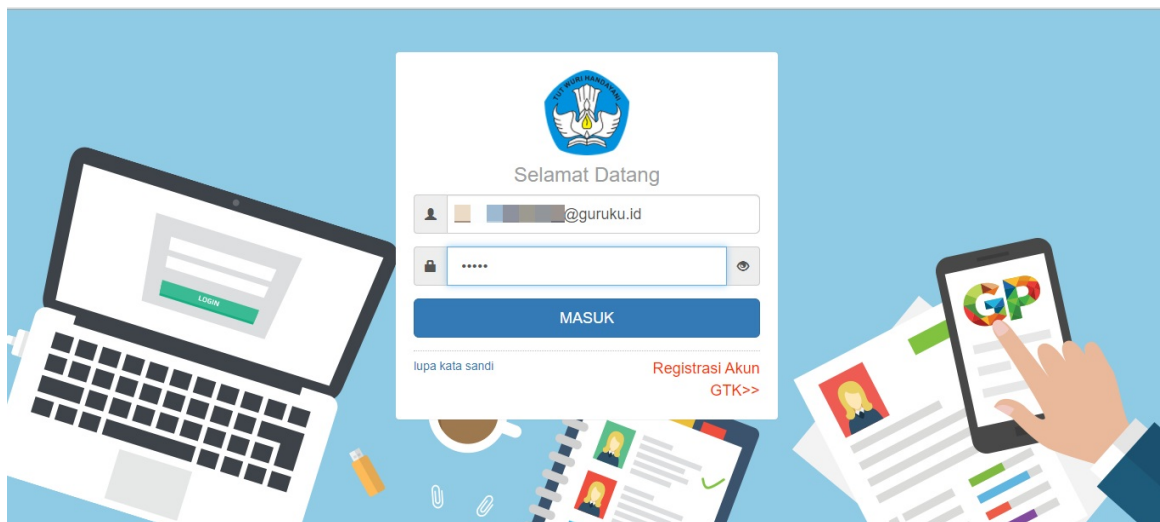 TUT WURI HANDAYANI
Selamat Datang
@guruku.id
MASUK
lupa kata sandi
Registrasi Akun
GTK>>
LOGIN
GP